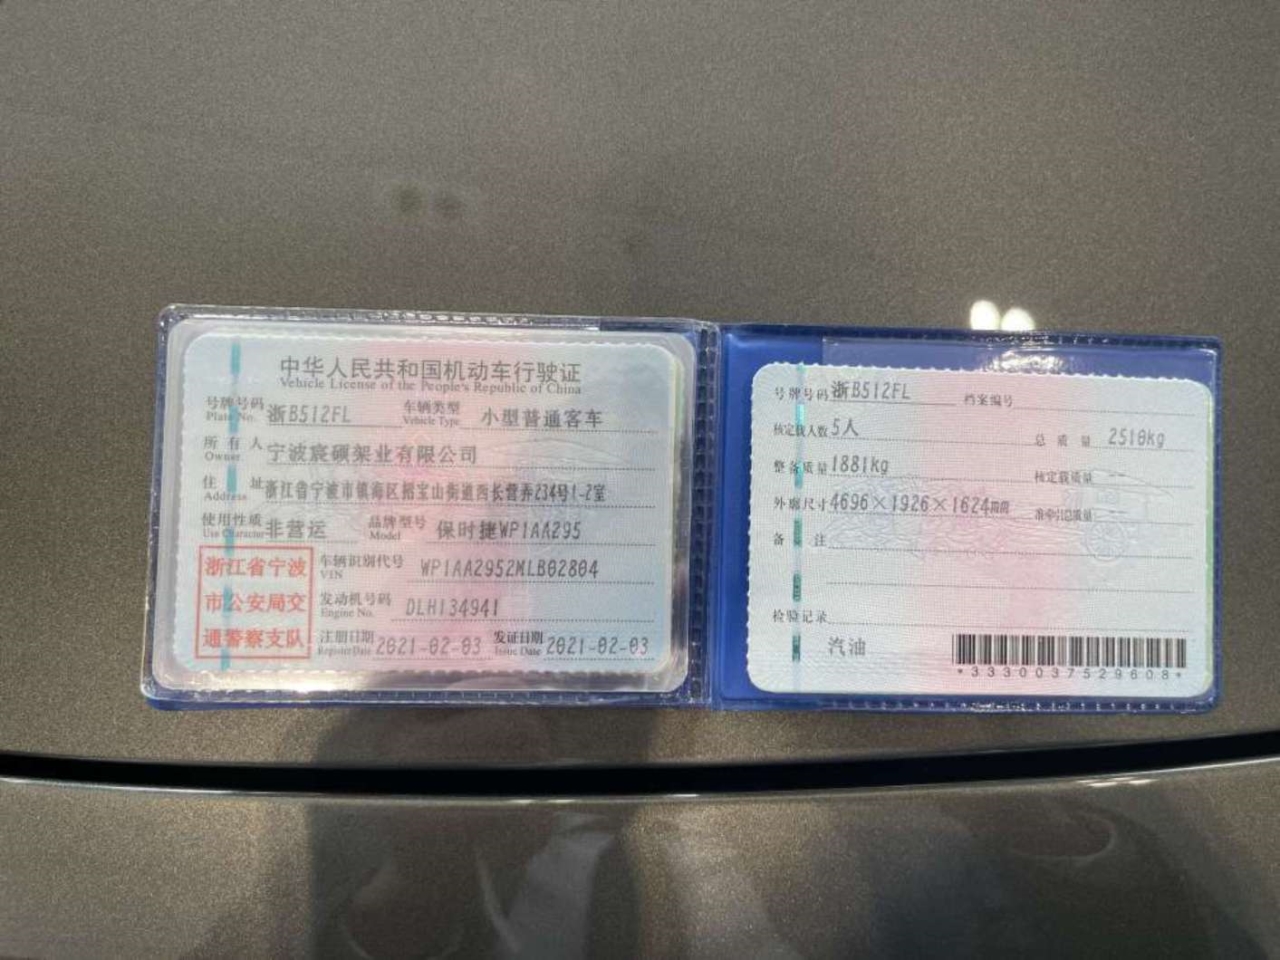 中华人民共和国机动车行驶证
Vehicle License of the People's Republic of China
号牌号码 Plate No. 浙B512FL 车辆类型 Vehicle Type 小型普通客车
所有人 Owner 宁波宸硕架业有限公司
住址 Address 浙江省宁波市镇海区招宝山街道西长营弄234号1-2室
使用性质 Use Character 非营运 品牌型号 Model 保时捷WP1AA295
车辆识别代号 VIN WP1AA2952MLB02804
发动机号码 Engine No. DLH134941
注册日期 Register Date 2021-02-03 发证日期 Issue Date 2021-02-03
浙江省宁波
市公安局交
通警察支队
号牌号码 浙B512FL 档案编号
核定载人数 5人 总质量 2510kg
整备质量 1881kg 核定载质量 --
外廓尺寸 4696×1926×1624mm 准牵引总质量 --
备注
检验记录
汽油
*3330037529608*